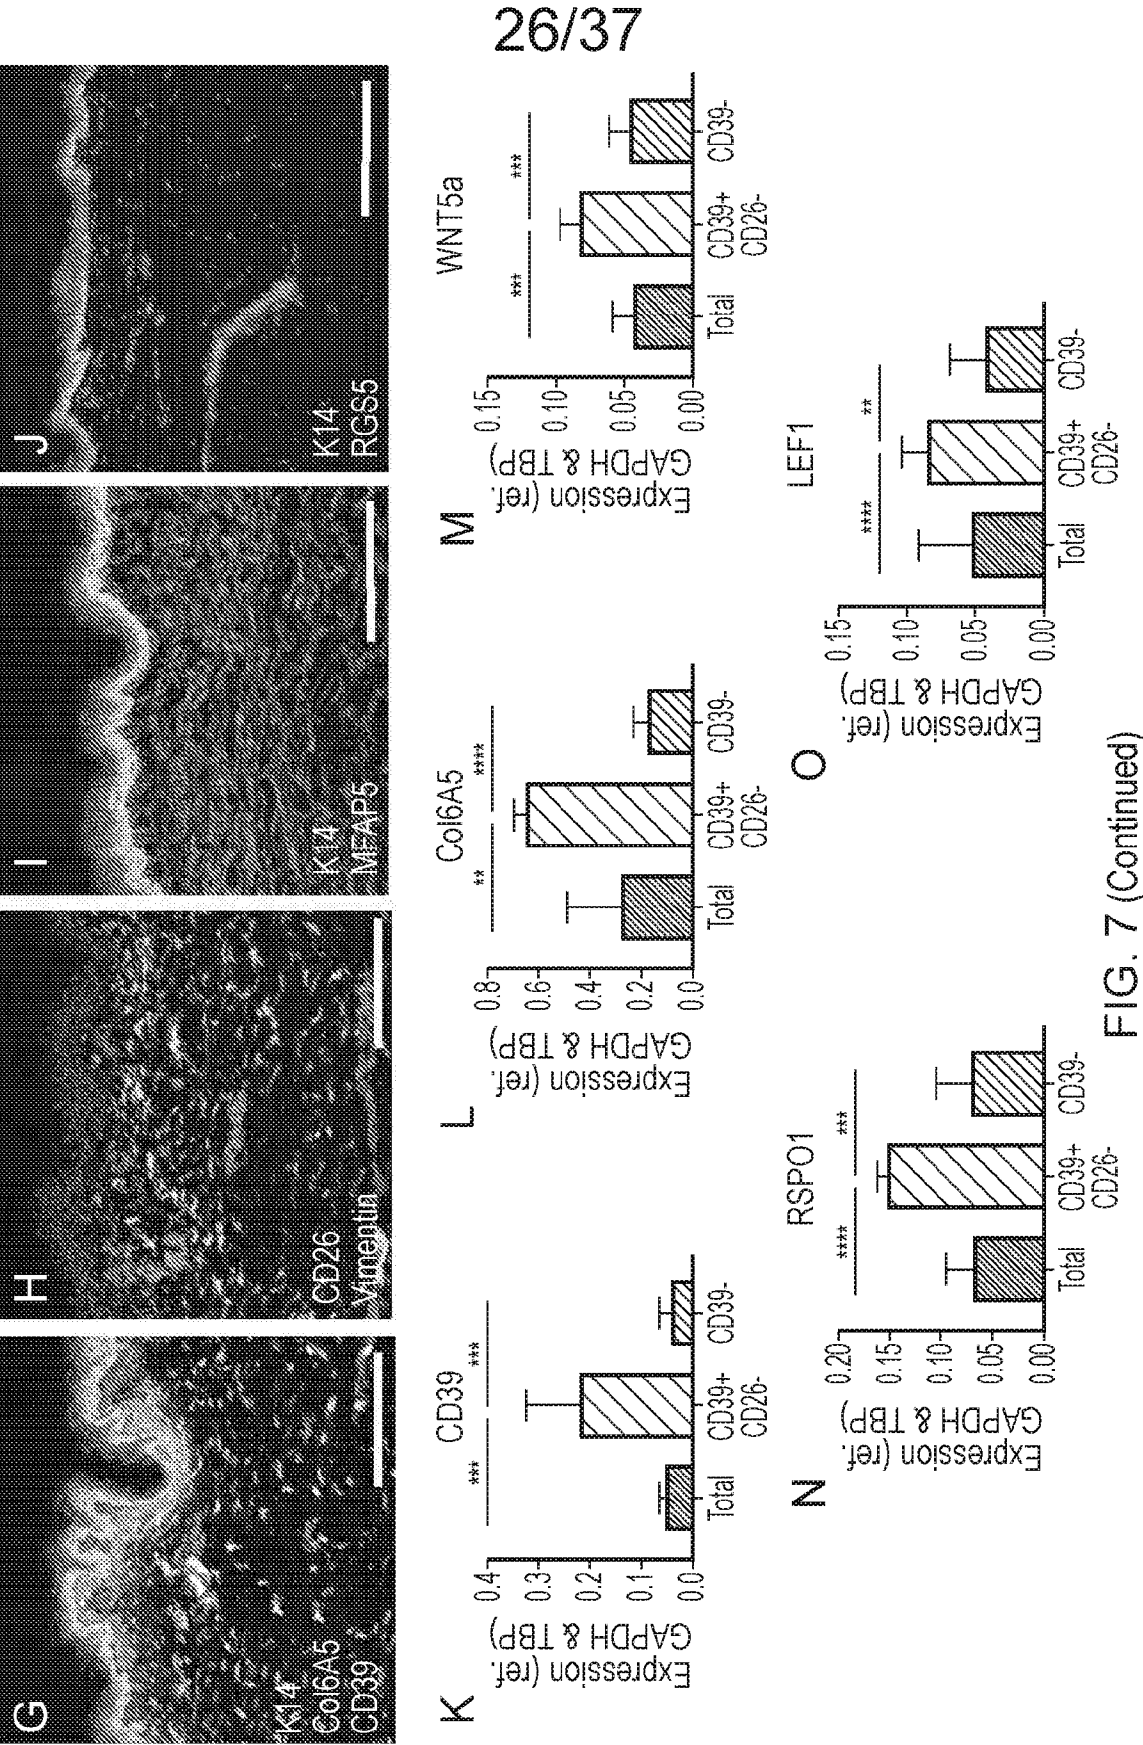 26/37
G
K14
Col6A5
CD39
H
CD26
Vimentin
I
K14
MFAP5
J
K14
RGS5
K
CD39
Expression (ref.
GAPDH & TBP)
0.4
0.3
0.2
0.1
0.0
***
***
Total
CD39+
CD26-
CD39-
L
Col6A5
Expression (ref.
GAPDH & TBP)
0.8
0.6
0.4
0.2
0.0
**
****
Total
CD39+
CD26-
CD39-
M
WNT5a
Expression (ref.
GAPDH & TBP)
0.15
0.10
0.05
0.00
***
***
Total
CD39+
CD26-
CD39-
N
RSPO1
Expression (ref.
GAPDH & TBP)
0.20
0.15
0.10
0.05
0.00
****
***
Total
CD39+
CD26-
CD39-
O
LEF1
Expression (ref.
GAPDH & TBP)
0.15
0.10
0.05
0.00
****
**
Total
CD39+
CD26-
CD39-
FIG. 7 (Continued)